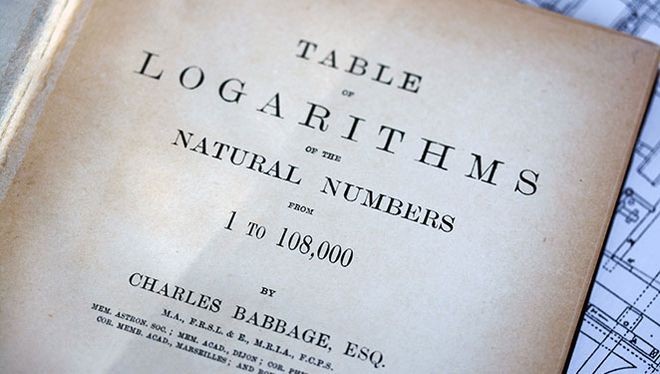 TABLE
OF
LOGARITHMS
OF THE
NATURAL NUMBERS
FROM
1 TO 108,000
BY
CHARLES BABBAGE, ESQ.
M.A., F.R.S.L. & E., M.R.I.A., F.C.P.S.
MEM. ASTRON. SOC.; MEM. ACAD., DIJON; COR. PH
COR. MEMB. ACAD., MARSEILLES; AND